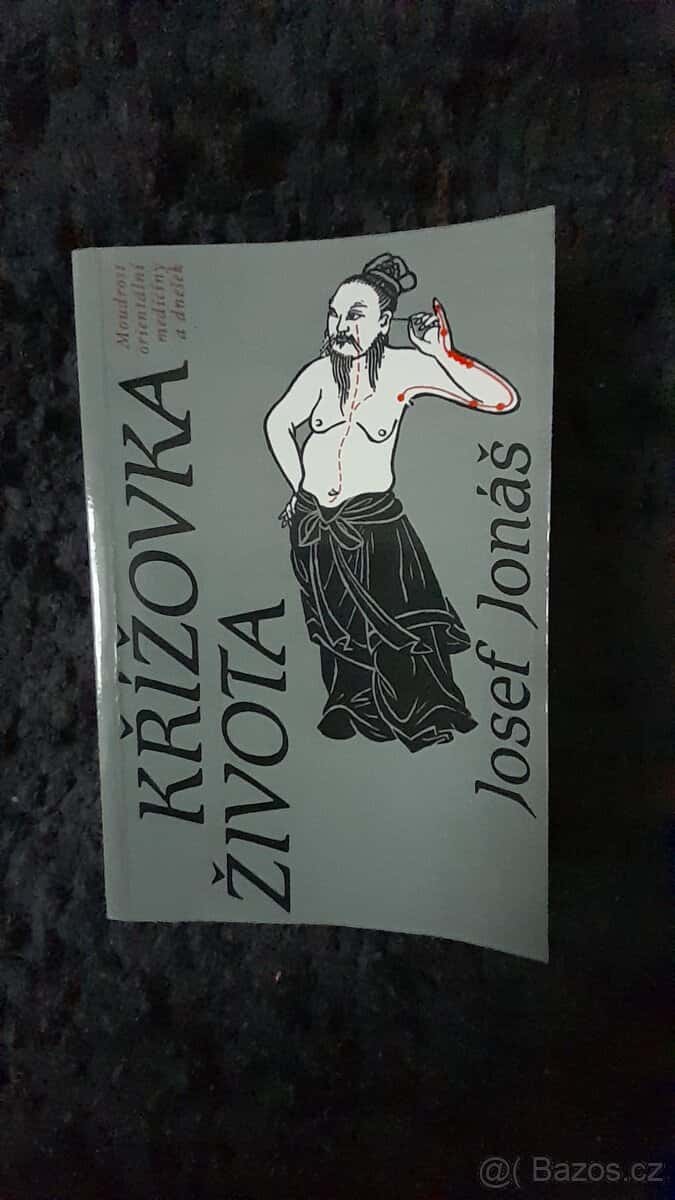 Moudrost
orientální
medicíny
a dnešek
KŘÍŽOVKA
ŽIVOTA
Josef Jonáš
@( Bazos.cz